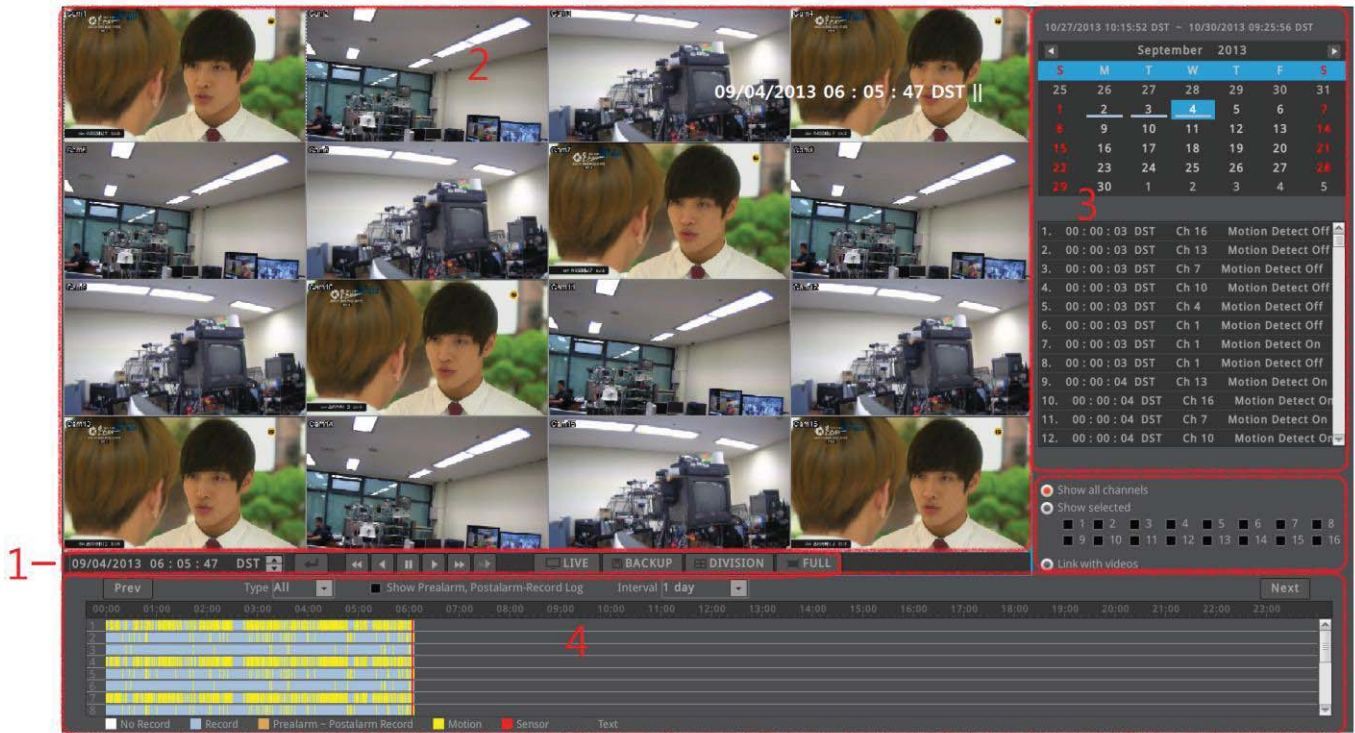 Cam1
Cam2
Cam3
Cam4
2
09/04/2013 06 : 05 : 47 DST ||
Cam7
Cam10
Cam11
Cam12
Cam13
Cam14
Cam15
10/27/2013 10:15:52 DST ~ 10/30/2013 09:25:56 DST
September 2013
S M T W T F S
25 26 27 28 29 30 31
1 2 3 4 5 6 7
8 9 10 11 12 13 14
15 16 17 18 19 20 21
22 23 24 25 26 27 28
29 30 1 2 3 4 5
3
1. 00 : 00 : 03 DST Ch 16 Motion Detect Off
2. 00 : 00 : 03 DST Ch 13 Motion Detect Off
3. 00 : 00 : 03 DST Ch 7 Motion Detect Off
4. 00 : 00 : 03 DST Ch 10 Motion Detect Off
5. 00 : 00 : 03 DST Ch 4 Motion Detect Off
6. 00 : 00 : 03 DST Ch 1 Motion Detect Off
7. 00 : 00 : 03 DST Ch 1 Motion Detect On
8. 00 : 00 : 03 DST Ch 1 Motion Detect Off
9. 00 : 00 : 04 DST Ch 13 Motion Detect On
10. 00 : 00 : 04 DST Ch 16 Motion Detect On
11. 00 : 00 : 04 DST Ch 7 Motion Detect On
12. 00 : 00 : 04 DST Ch 10 Motion Detect On
Show all channels
Show selected
1 2 3 4 5 6 7 8
9 10 11 12 13 14 15 16
Link with videos
1
09/04/2013 06 : 05 : 47 DST LIVE BACKUP DIVISION FULL
Prev Type All Show Prealarm, Postalarm-Record Log Interval 1 day Next
00:00 01:00 02:00 03:00 04:00 05:00 06:00 07:00 08:00 09:00 10:00 11:00 12:00 13:00 14:00 15:00 16:00 17:00 18:00 19:00 20:00 21:00 22:00 23:00
4
1
2
3
4
5
6
7
8
No Record Record Prealarm ~ Postalarm Record Motion Sensor Text